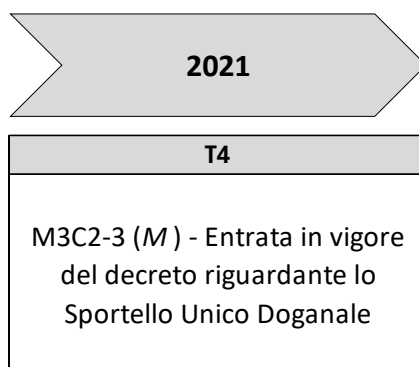 2021
T4
M3C2-3 (M ) - Entrata in vigore
del decreto riguardante lo
Sportello Unico Doganale